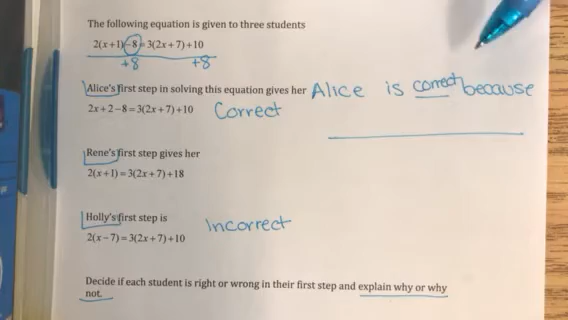 The following equation is given to three students
2(x+1)-8=3(2x+7)+10
+8 +8
Alice's first step in solving this equation gives her
Alice is correct because
2x+2-8=3(2x+7)+10
Correct
Rene's first step gives her
2(x+1)=3(2x+7)+18
Holly's first step is
Incorrect
2(x-7)=3(2x+7)+10
Decide if each student is right or wrong in their first step and explain why or why
not.